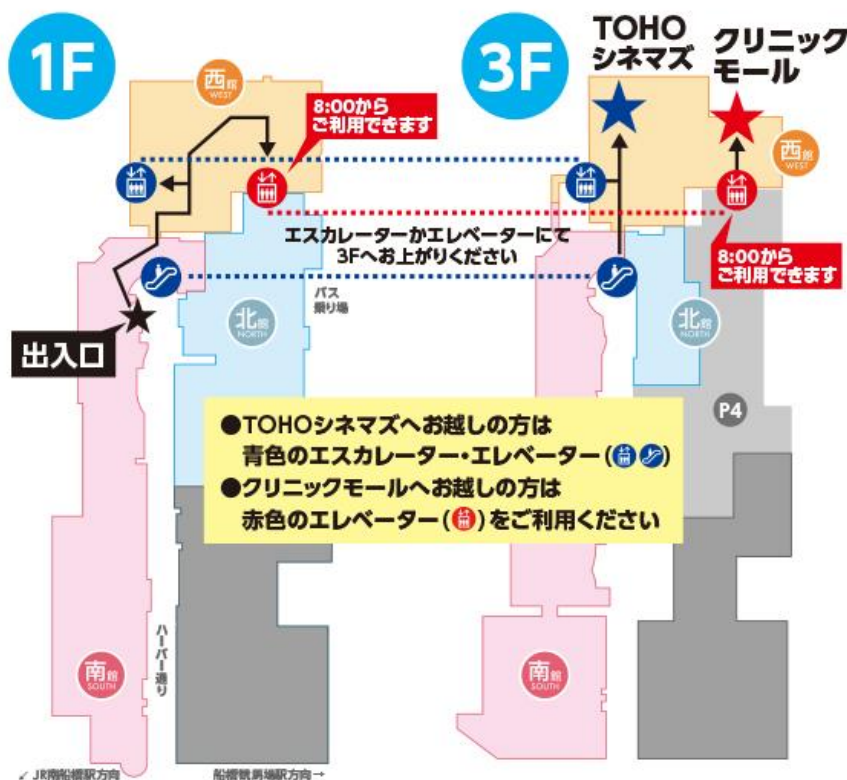 1F
西館
WEST
8:00から
ご利用できます
3F
TOHO
シネマズ
クリニック
モール
西館
WEST
エスカレーターかエレベーターにて
3Fへお上がりください
8:00から
ご利用できます
バス
乗り場
北館
NORTH
北館
NORTH
出入口
P4
●TOHOシネマズへお越しの方は
青色のエスカレーター・エレベーター( )
●クリニックモールへお越しの方は
赤色のエレベーター( )をご利用ください
ハーバー通り
南館
SOUTH
南館
SOUTH
↙ JR南船橋駅方向
船橋競馬場駅方向→